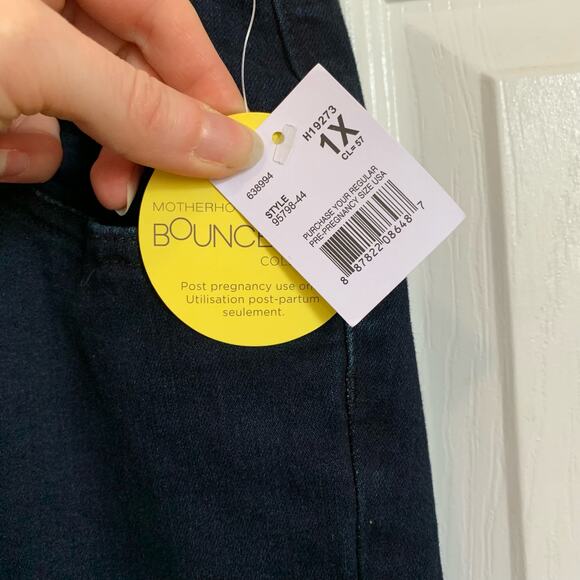 H19273
1X
CL= 57
638994
STYLE
95798-44
PURCHASE YOUR REGULAR
PRE-PREGNANCY SIZE USA
8 87822 08648 7
BOUNCE
Post pregnancy use
Utilisation post-partum
seulement.